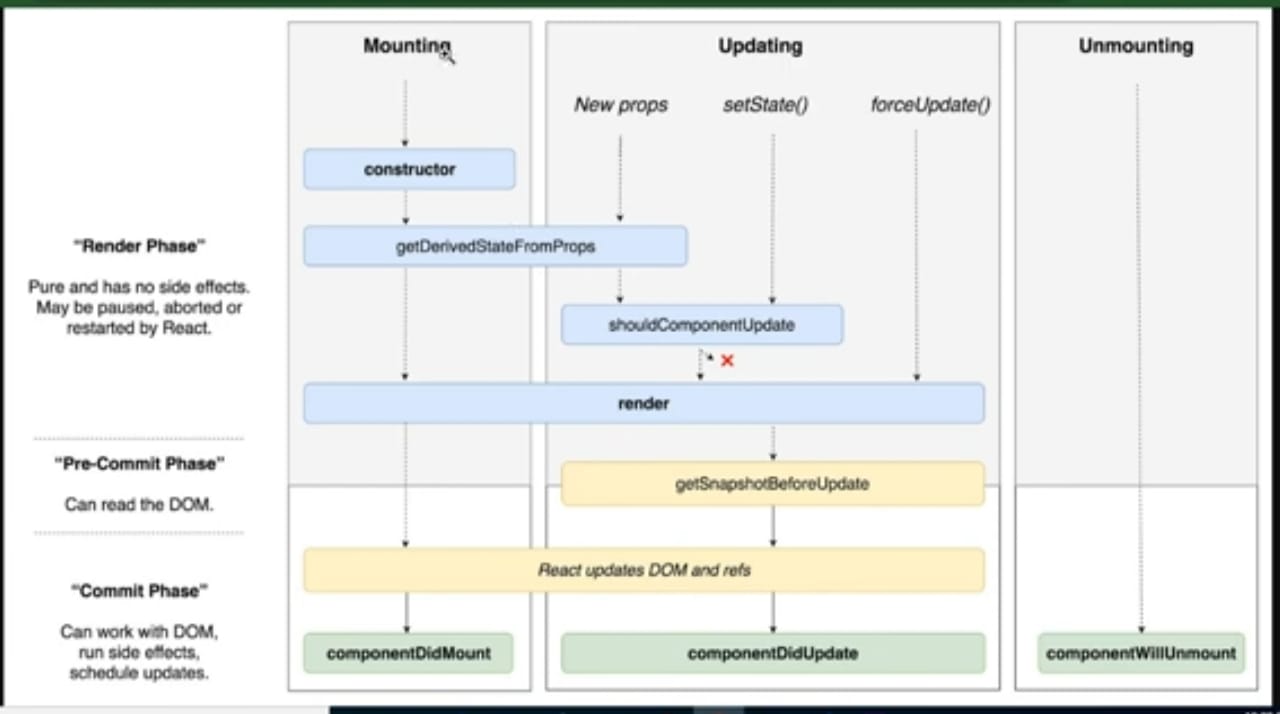 Mounting
Updating
Unmounting
New props
setState()
forceUpdate()
constructor
"Render Phase"
getDerivedStateFromProps
Pure and has no side effects.
May be paused, aborted or
restarted by React.
shouldComponentUpdate
render
"Pre-Commit Phase"
getSnapshotBeforeUpdate
Can read the DOM.
React updates DOM and refs
"Commit Phase"
Can work with DOM,
run side effects,
schedule updates.
componentDidMount
componentDidUpdate
componentWillUnmount